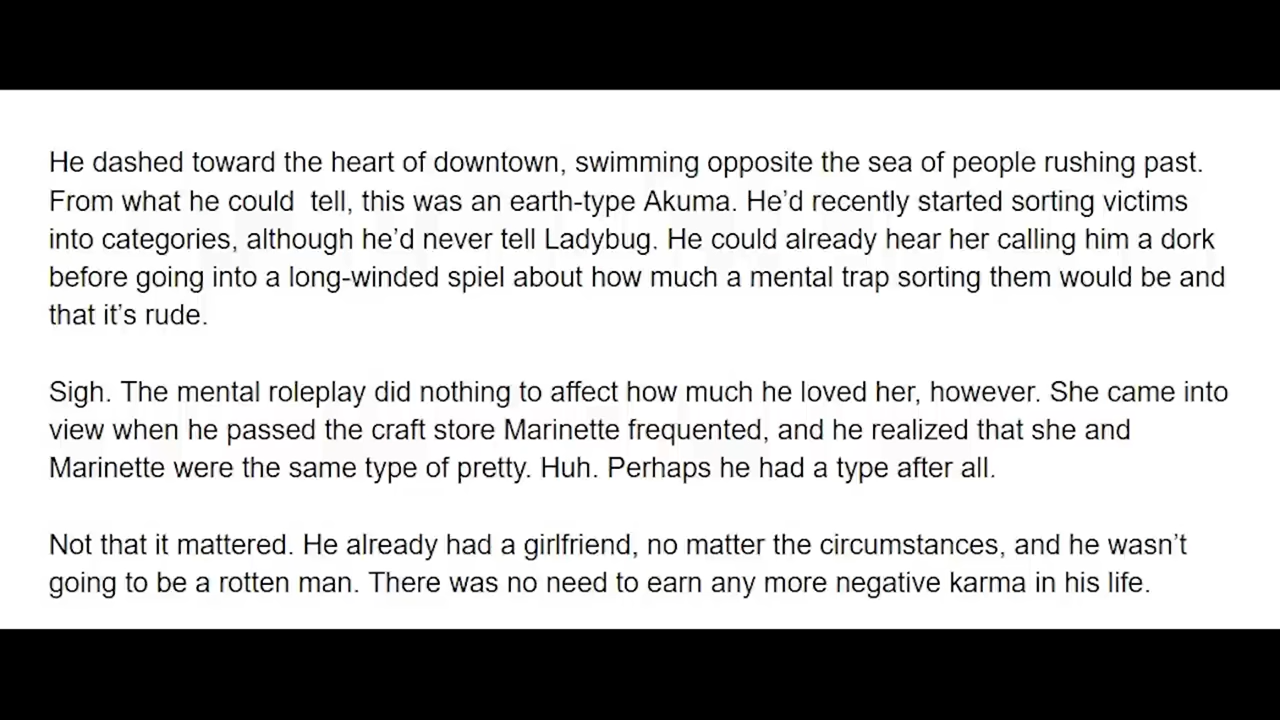 He dashed toward the heart of downtown, swimming opposite the sea of people rushing past.
From what he could  tell, this was an earth-type Akuma. He’d recently started sorting victims
into categories, although he’d never tell Ladybug. He could already hear her calling him a dork
before going into a long-winded spiel about how much a mental trap sorting them would be and
that it’s rude.
Sigh. The mental roleplay did nothing to affect how much he loved her, however. She came into
view when he passed the craft store Marinette frequented, and he realized that she and
Marinette were the same type of pretty. Huh. Perhaps he had a type after all.
Not that it mattered. He already had a girlfriend, no matter the circumstances, and he wasn’t
going to be a rotten man. There was no need to earn any more negative karma in his life.